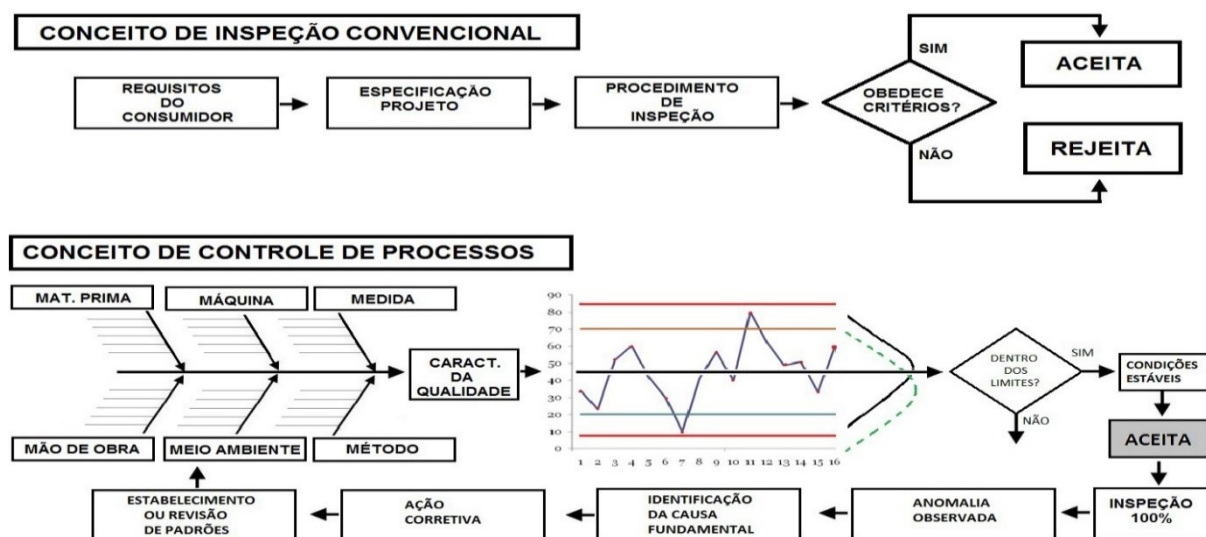 CONCEITO DE INSPEÇÃO CONVENCIONAL
REQUISITOS
DO
CONSUMIDOR
ESPECIFICAÇÃO
PROJETO
PROCEDIMENTO
DE
INSPEÇÃO
OBEDECE
CRITÉRIOS?
SIM
ACEITA
NÃO
REJEITA
CONCEITO DE CONTROLE DE PROCESSOS
MAT. PRIMA
MÁQUINA
MEDIDA
MÃO DE OBRA
MEIO AMBIENTE
MÉTODO
CARACT.
DA
QUALIDADE
90
80
70
60
50
40
30
20
10
0
1 2 3 4 5 6 7 8 9 10 11 12 13 14 15 16
DENTRO
DOS
LIMITES?
SIM
NÃO
CONDIÇÕES
ESTÁVEIS
ACEITA
INSPEÇÃO
100%
ANOMALIA
OBSERVADA
IDENTIFICAÇÃO
DA CAUSA
FUNDAMENTAL
AÇÃO
CORRETIVA
ESTABELECIMENTO
OU REVISÃO
DE PADRÕES